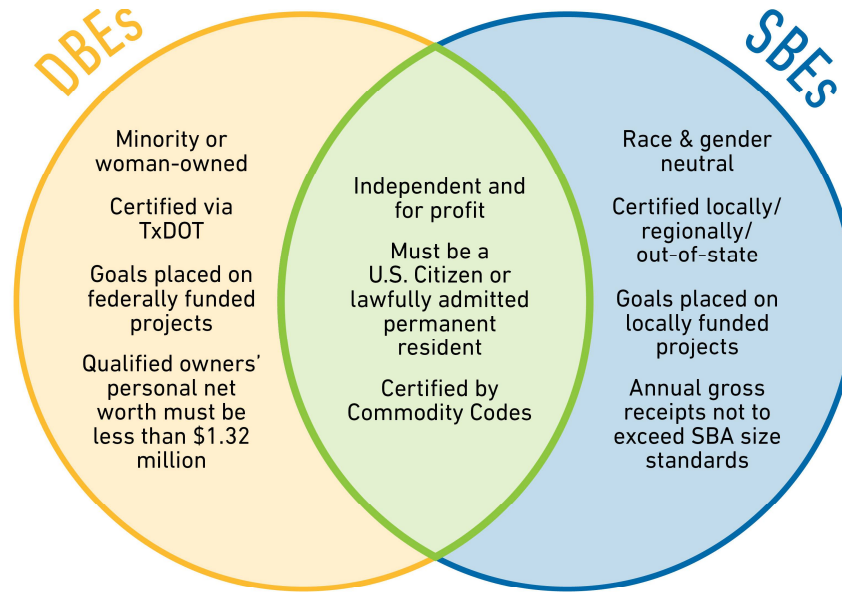 DBEs
Minority or
woman-owned
Certified via
TxDOT
Goals placed on
federally funded
projects
Qualified owners’
personal net
worth must be
less than $1.32
million
Independent and
for profit
Must be a
U.S. Citizen or
lawfully admitted
permanent
resident
Certified by
Commodity Codes
SBEs
Race & gender
neutral
Certified locally/
regionally/
out-of-state
Goals placed on
locally funded
projects
Annual gross
receipts not to
exceed SBA size
standards